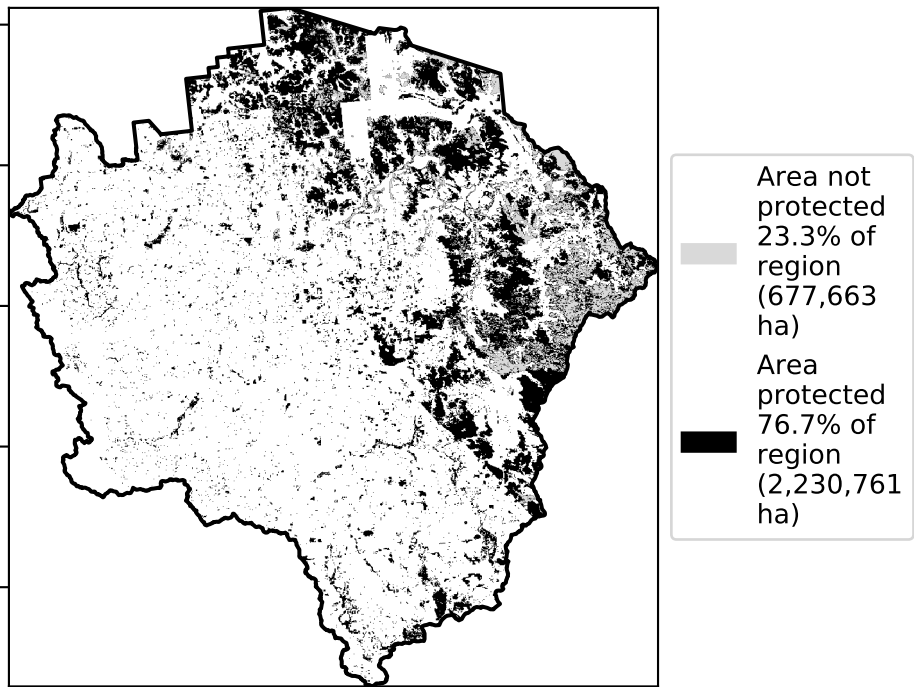 Area not
protected
23.3% of
region
(677,663
ha)
Area
protected
76.7% of
region
(2,230,761
ha)